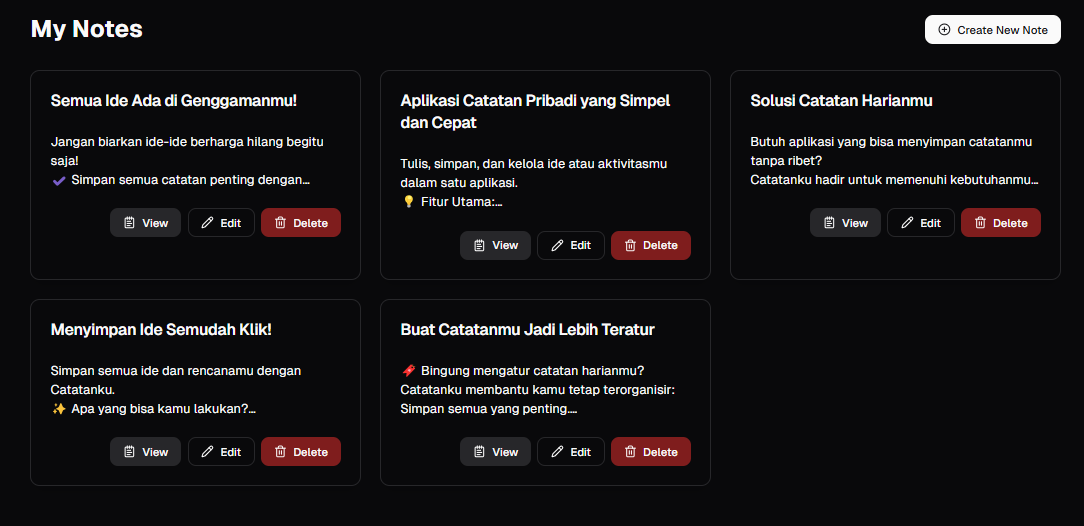 My Notes
Create New Note
Semua Ide Ada di Genggamanmu!
Jangan biarkan ide-ide berharga hilang begitu
saja!
✔ Simpan semua catatan penting dengan...
View
Edit
Delete
Aplikasi Catatan Pribadi yang Simpel
dan Cepat
Tulis, simpan, dan kelola ide atau aktivitasmu
dalam satu aplikasi.
💡 Fitur Utama:...
View
Edit
Delete
Solusi Catatan Harianmu
Butuh aplikasi yang bisa menyimpan catatanmu
tanpa ribet?
Catatanku hadir untuk memenuhi kebutuhanmu...
View
Edit
Delete
Menyimpan Ide Semudah Klik!
Simpan semua ide dan rencanamu dengan
Catatanku.
✨ Apa yang bisa kamu lakukan?...
View
Edit
Delete
Buat Catatanmu Jadi Lebih Teratur
🧨 Bingung mengatur catatan harianmu?
Catatanku membantu kamu tetap terorganisir:
Simpan semua yang penting....
View
Edit
Delete